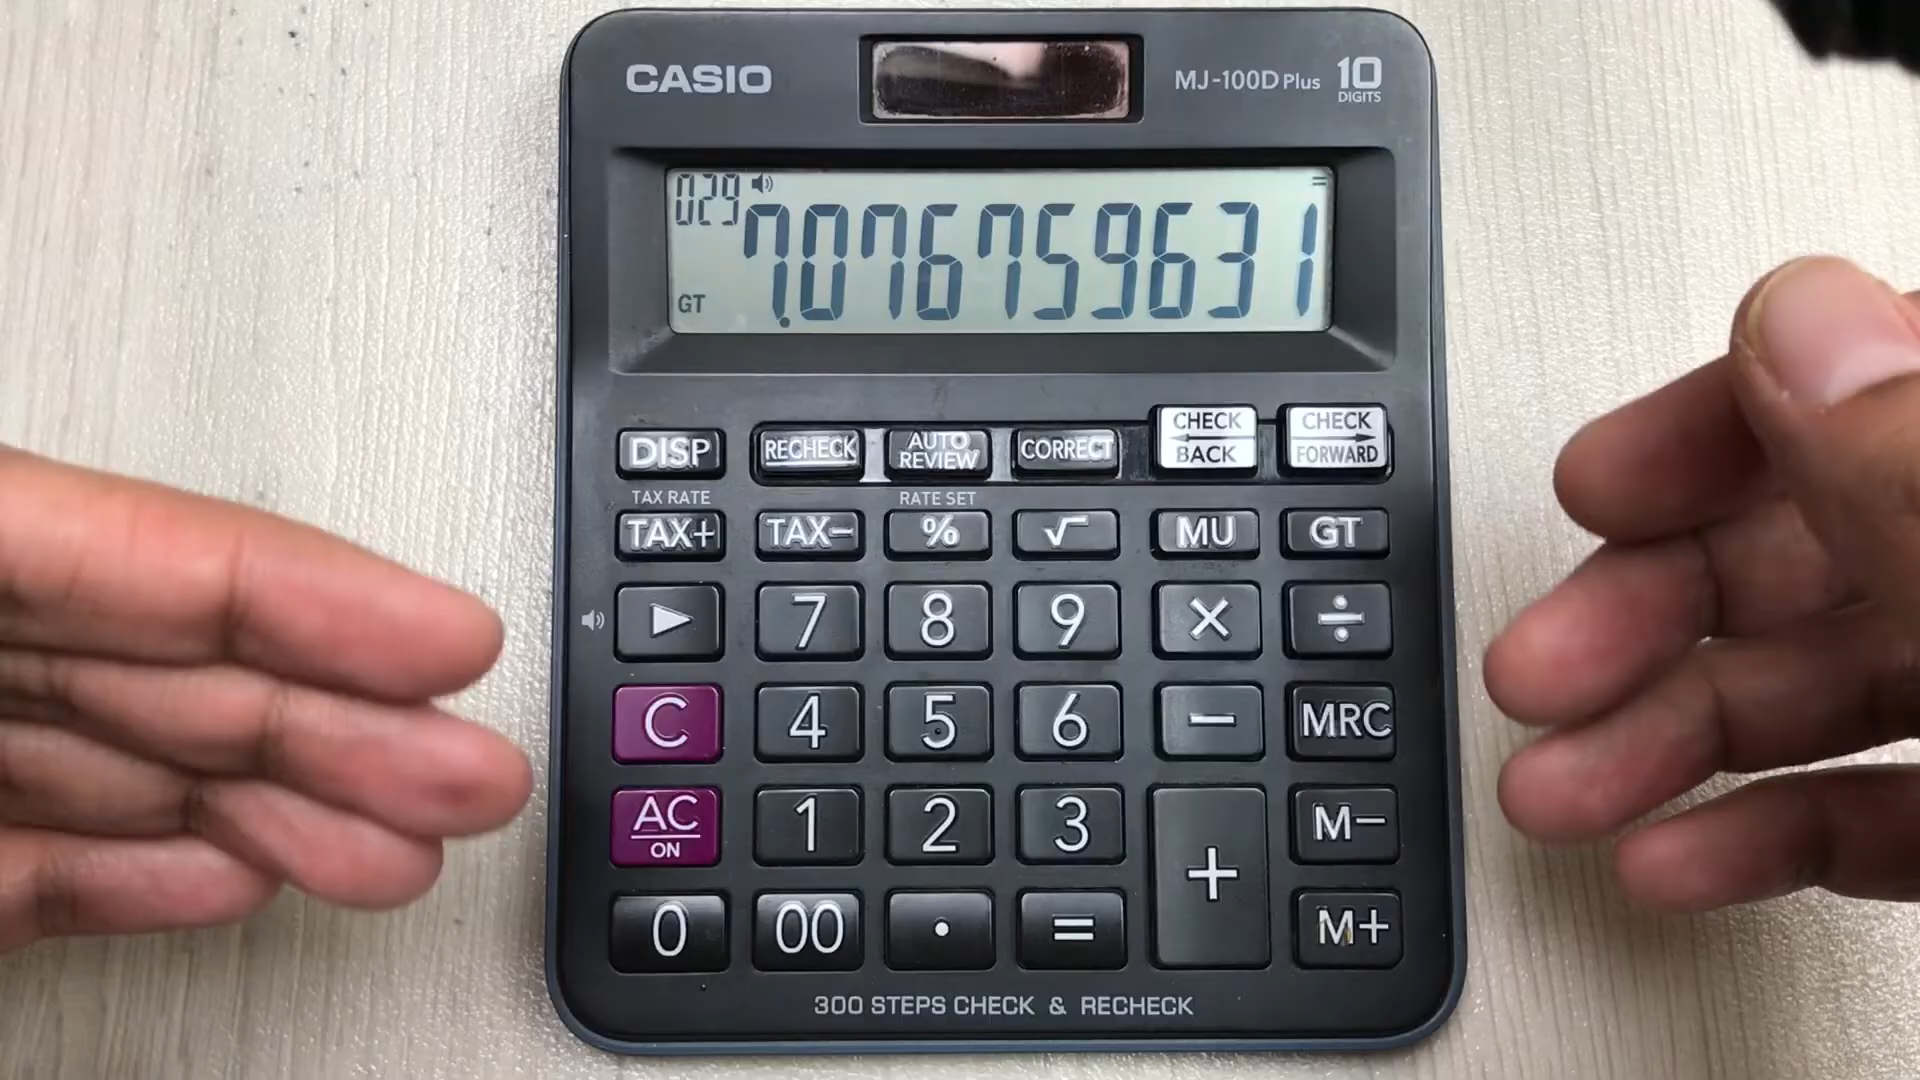 CASIO
MJ-100D Plus
10
DIGITS
029
=
7.076759631
GT
DISP
RECHECK
AUTO
REVIEW
CORRECT
CHECK
BACK
CHECK
FORWARD
TAX RATE
RATE SET
TAX+
TAX−
%
√
MU
GT
7
8
9
×
÷
C
4
5
6
−
MRC
AC
ON
1
2
3
+
M−
0
00
·
=
M+
300 STEPS CHECK & RECHECK